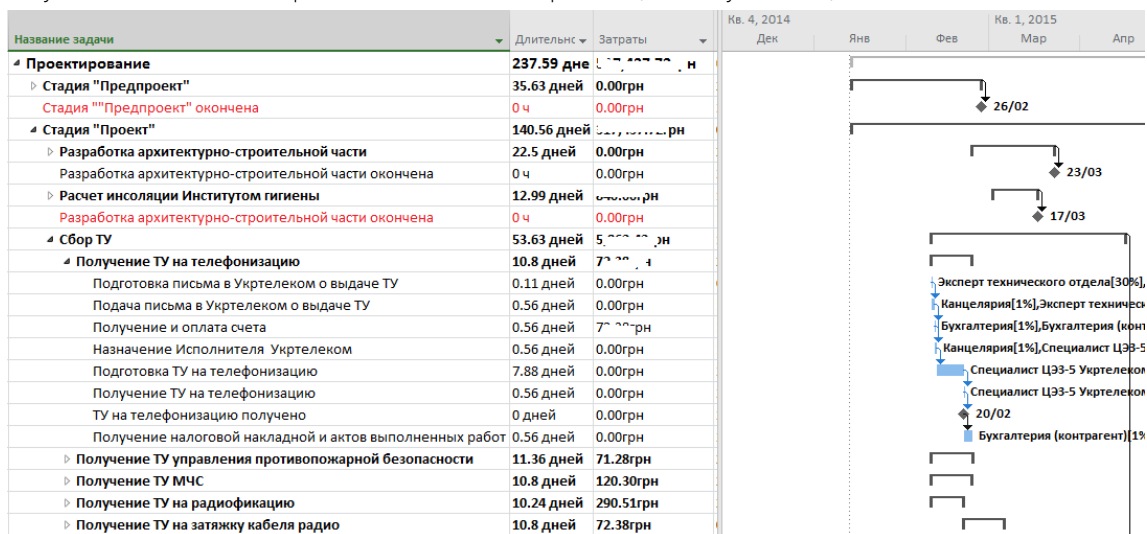 Кв. 4, 2014 Кв. 1, 2015
Название задачи Длительнс Затраты Дек Янв Фев Мар Апр
Проектирование 237.59 дне н
Стадия "Предпроект" 35.63 дней 0.00грн
Стадия ""Предпроект" окончена 0 ч 0.00грн 26/02
Стадия "Проект" 140.56 дней
Разработка архитектурно-строительной части 22.5 дней 0.00грн
Разработка архитектурно-строительной части окончена 0 ч 0.00грн 23/03
Расчет инсоляции Институтом гигиены 12.99 дней
Разработка архитектурно-строительной части окончена 0 ч 0.00грн 17/03
Сбор ТУ 53.63 дней
Получение ТУ на телефонизацию 10.8 дней
Подготовка письма в Укртелеком о выдаче ТУ 0.11 дней 0.00грн Эксперт технического отдела[30%],
Подача письма в Укртелеком о выдаче ТУ 0.56 дней 0.00грн Канцелярия[1%],Эксперт техническ
Получение и оплата счета 0.56 дней Бухгалтерия[1%],Бухгалтерия (конт
Назначение Исполнителя Укртелеком 0.56 дней 0.00грн Канцелярия[1%],Специалист ЦЭЗ-5
Подготовка ТУ на телефонизацию 7.88 дней 0.00грн Специалист ЦЭЗ-5 Укртелеком
Получение ТУ на телефонизацию 0.56 дней 0.00грн Специалист ЦЭЗ-5 Укртелеком
ТУ на телефонизацию получено 0 дней 0.00грн 20/02
Получение налоговой накладной и актов выполненных работ 0.56 дней 0.00грн Бухгалтерия (контрагент)[1%
Получение ТУ управления противопожарной безопасности 11.36 дней 71.28грн
Получение ТУ МЧС 10.8 дней 120.30грн
Получение ТУ на радиофикацию 10.24 дней 290.51грн
Получение ТУ на затяжку кабеля радио 10.8 дней 72.38грн